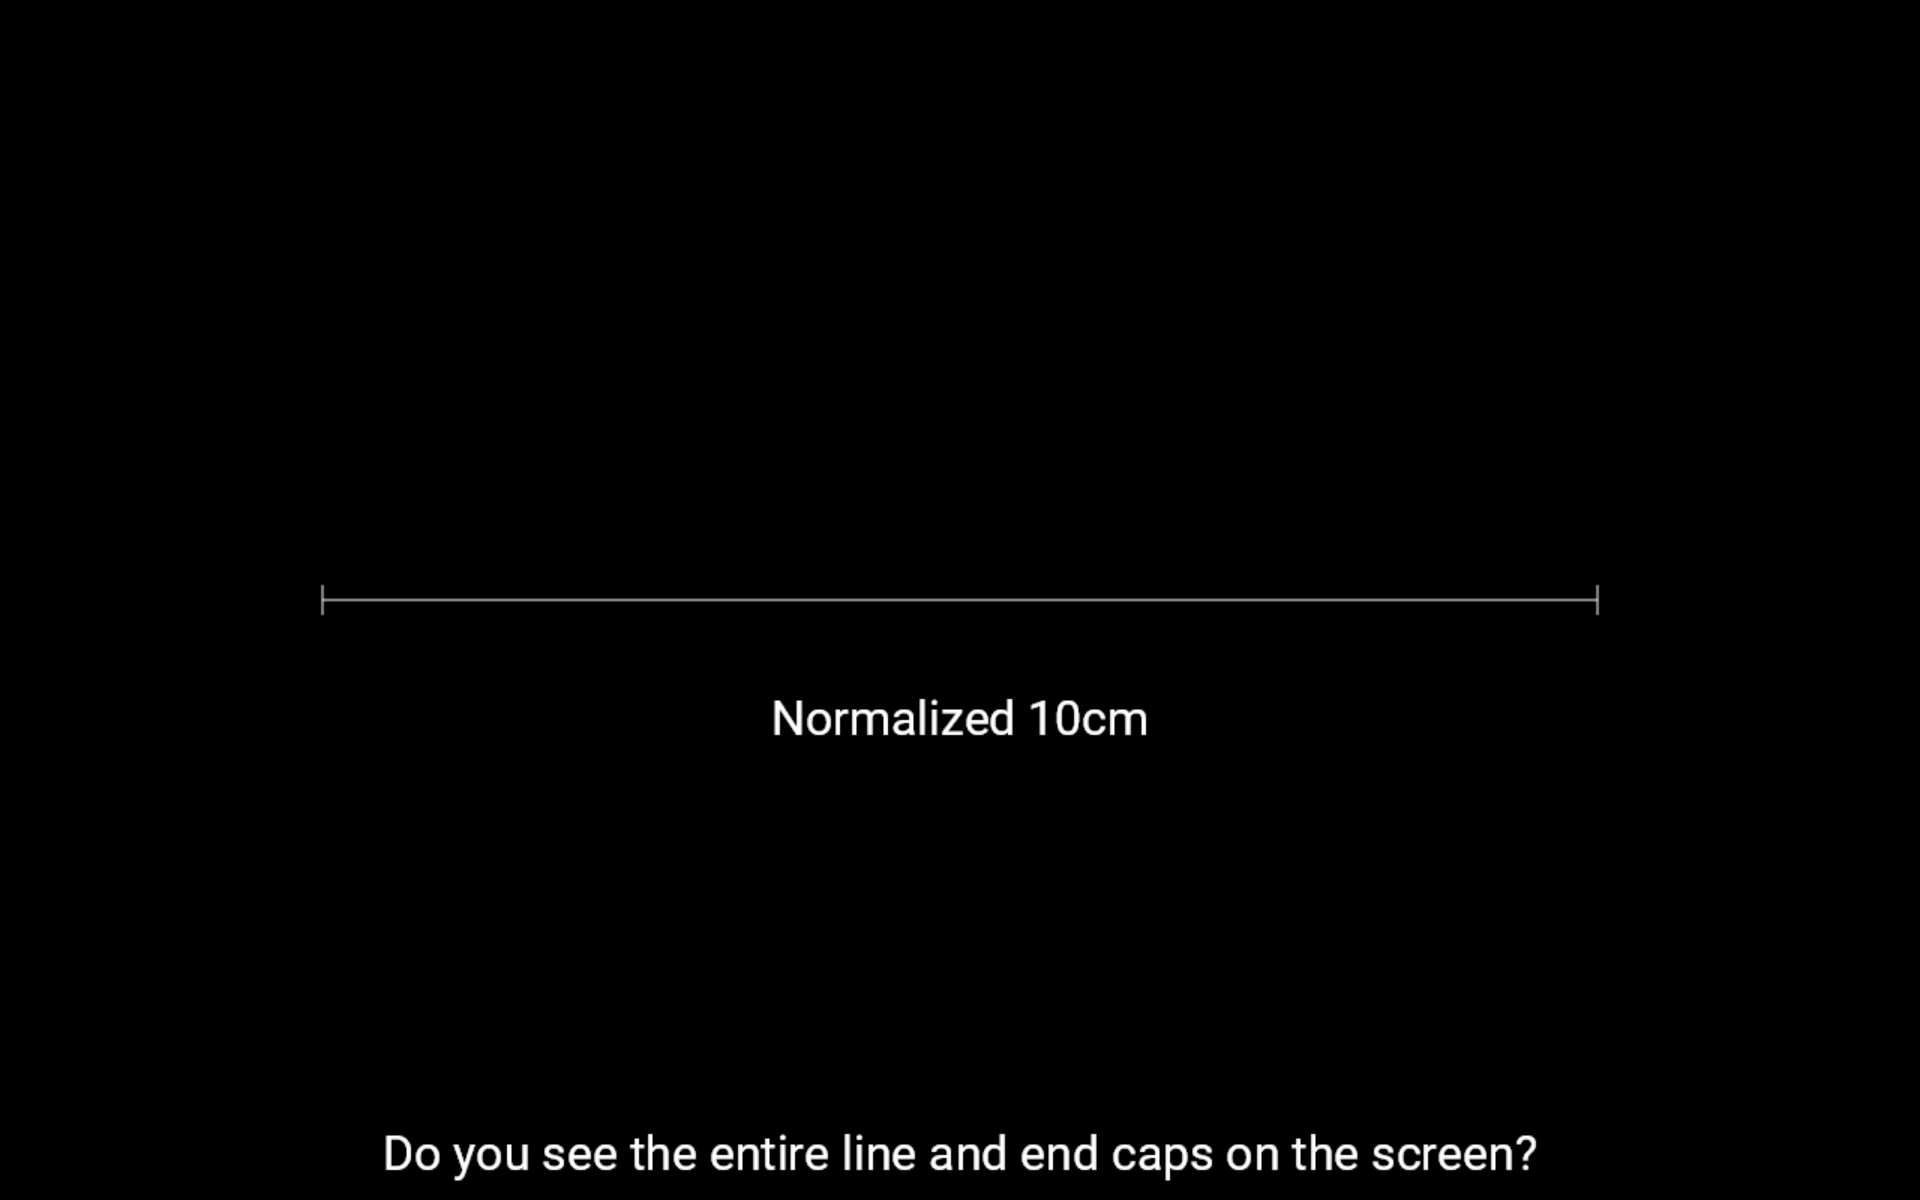 Normalized 10cm
Do you see the entire line and end caps on the screen?